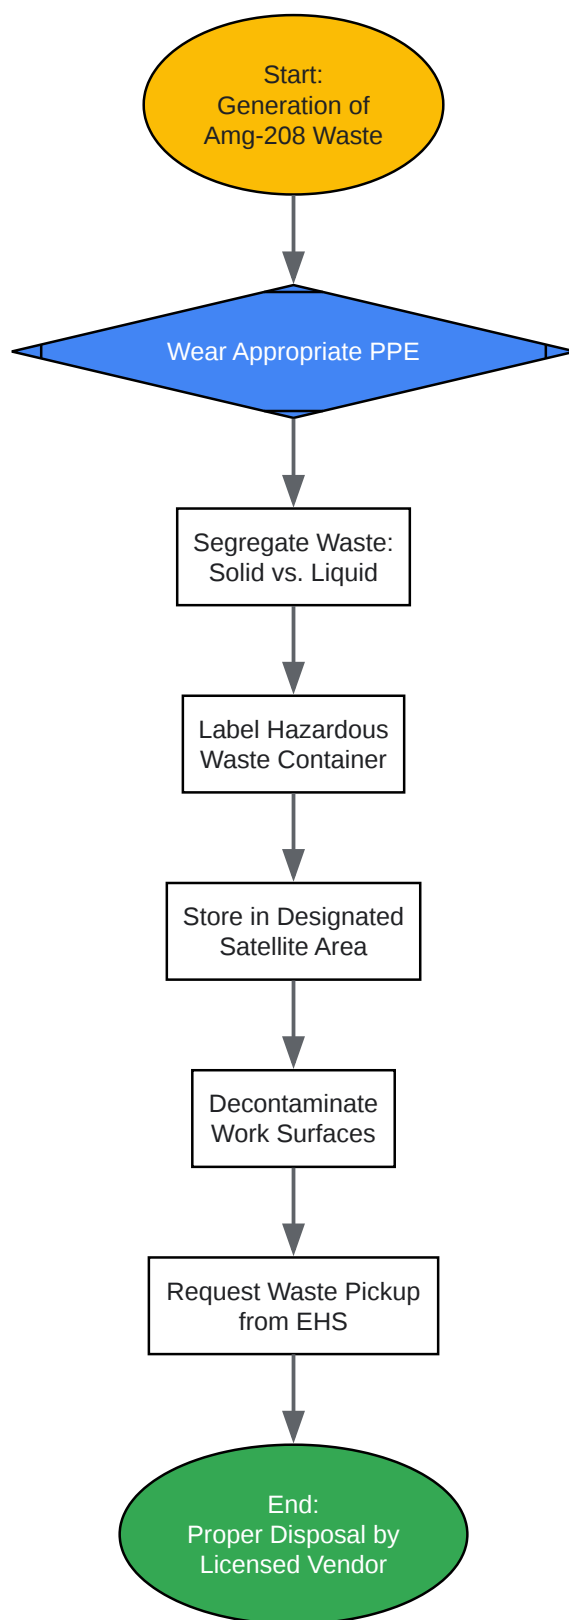 Start:
Generation of
Amg-208 Waste
Wear Appropriate PPE
Segregate Waste:
Solid vs. Liquid
Label Hazardous
Waste Container
Store in Designated
Satellite Area
Decontaminate
Work Surfaces
Request Waste Pickup
from EHS
End:
Proper Disposal by
Licensed Vendor